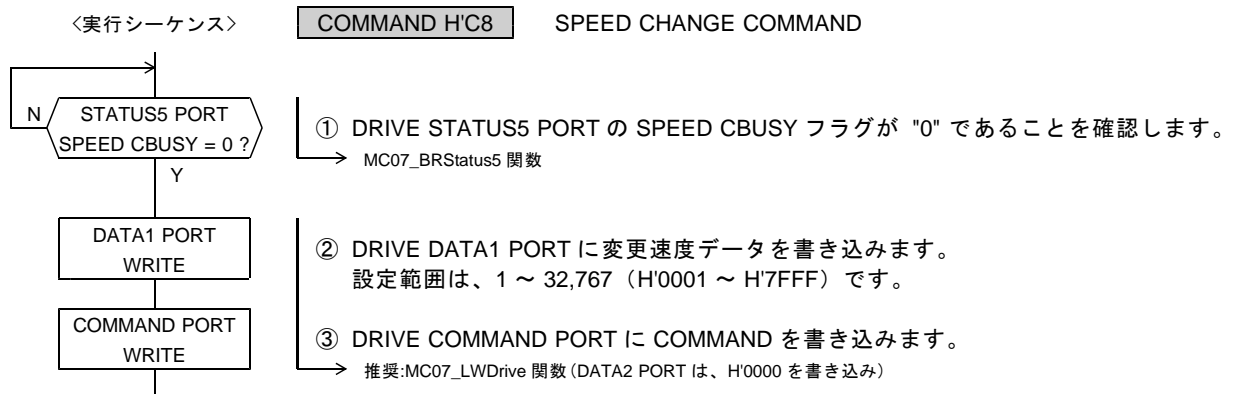 〈実行シーケンス〉 COMMAND H'C8 SPEED CHANGE COMMAND
N
STATUS5 PORT
SPEED CBUSY = 0 ?
Y
① DRIVE STATUS5 PORT の SPEED CBUSY フラグが "0" であることを確認します。
MC07_BRStatus5 関数
DATA1 PORT
WRITE
② DRIVE DATA1 PORT に変更速度データを書き込みます。
設定範囲は、1 ～ 32,767（H'0001 ～ H'7FFF）です。
COMMAND PORT
WRITE
③ DRIVE COMMAND PORT に COMMAND を書き込みます。
推奨:MC07_LWDrive 関数（DATA2 PORT は、H'0000 を書き込み）